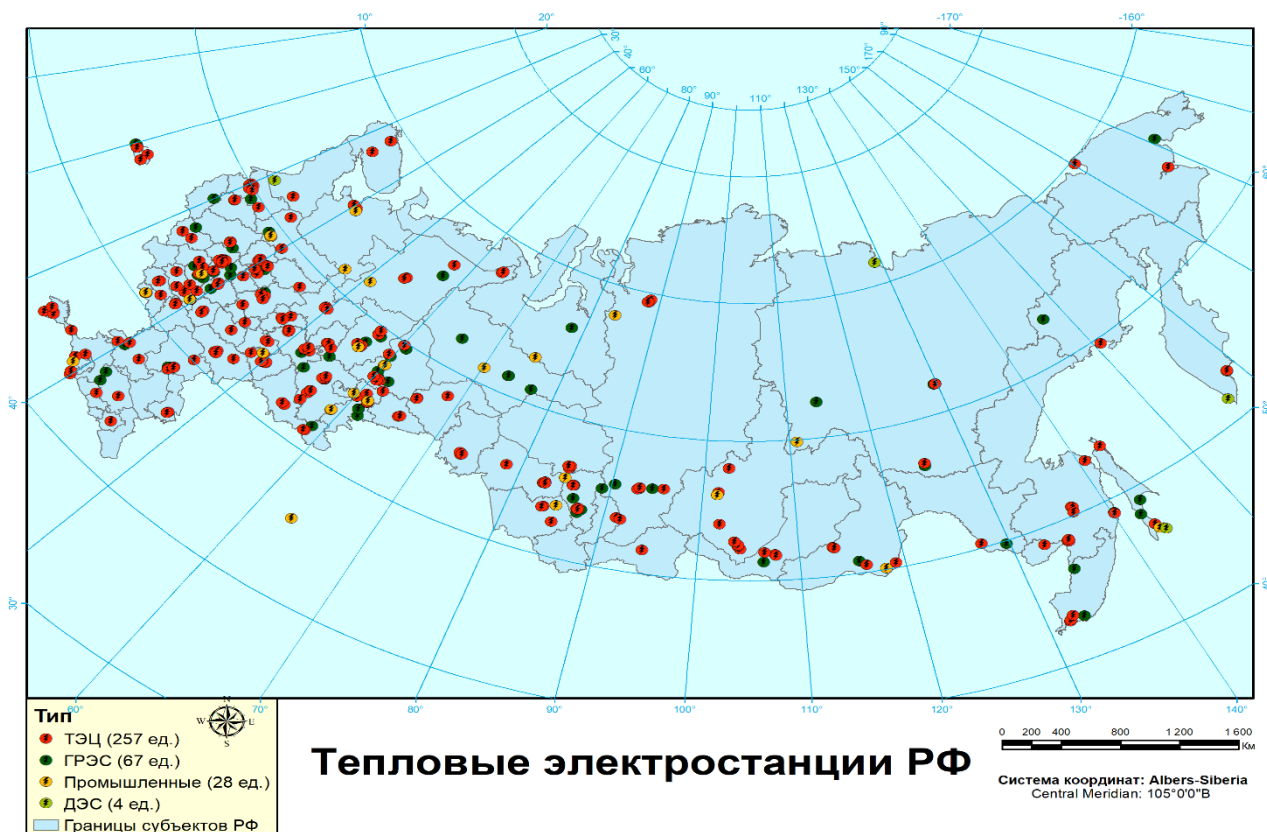 10° 20° -170° -160°
30° 40° 60° 80° 90° 110° 130° 150° 170°
60°
50°
40°
40°
30°
60° 70° 90° 100° 110° 130° 140°
Тип
N
W E
S
ТЭЦ (257 ед.)
ГРЭС (67 ед.)
Промышленные (28 ед.)
ДЭС (4 ед.)
Границы субъектов РФ
Тепловые электростанции РФ
0 200 400 800 1 200 1 600
Км
Система координат: Albers-Siberia
Central Meridian: 105°0'0"В